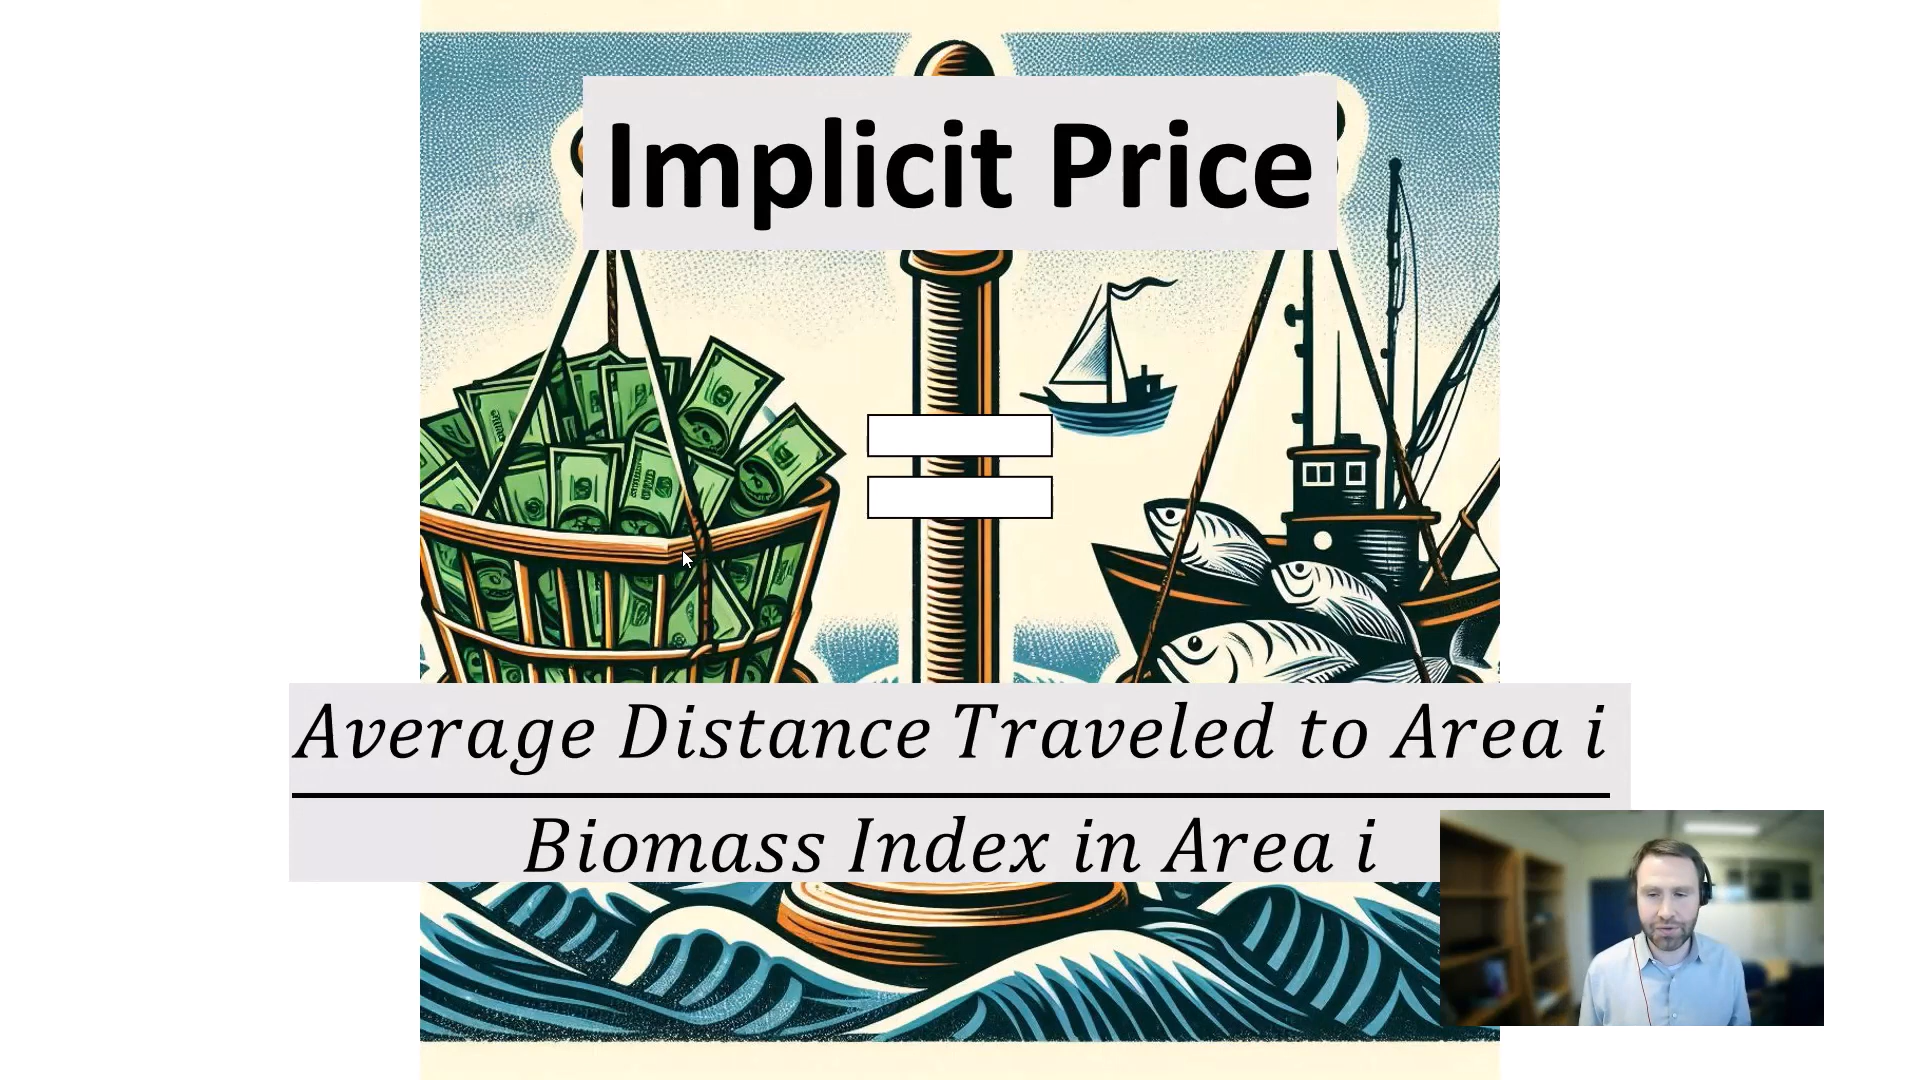 Implicit Price
=
Average Distance Traveled to Area i
Biomass Index in Area i